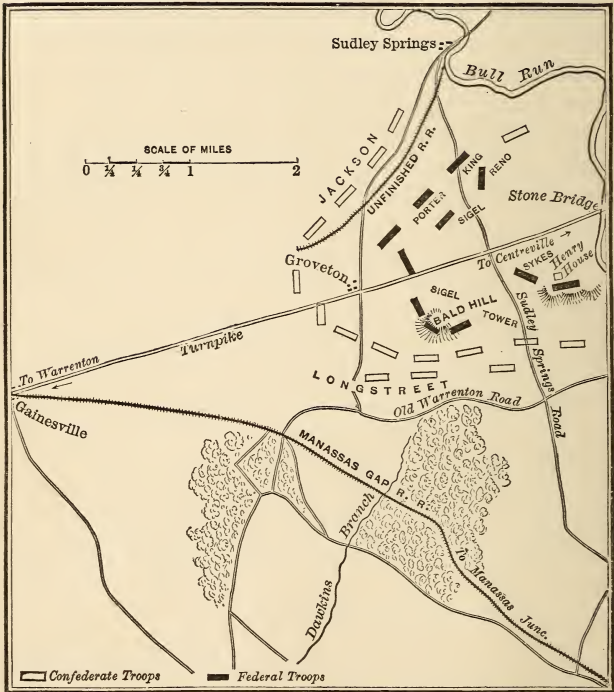 Sudley Springs
Bull Run
SCALE OF MILES
0 ¼ ½ ¾ 1 2
JACKSON
UNFINISHED R.R.
KING
RENO
PORTER
SIGEL
Stone Bridge
To Centreville
Groveton
SYKES
Henry House
SIGEL
BALD HILL
TOWER
Turnpike
To Warrenton
Gainesville
LONGSTREET
Old Warrenton Road
Sudley Springs Road
MANASSAS GAP R.R.
To Manassas Junc.
Dawkins Branch
Confederate Troops
Federal Troops